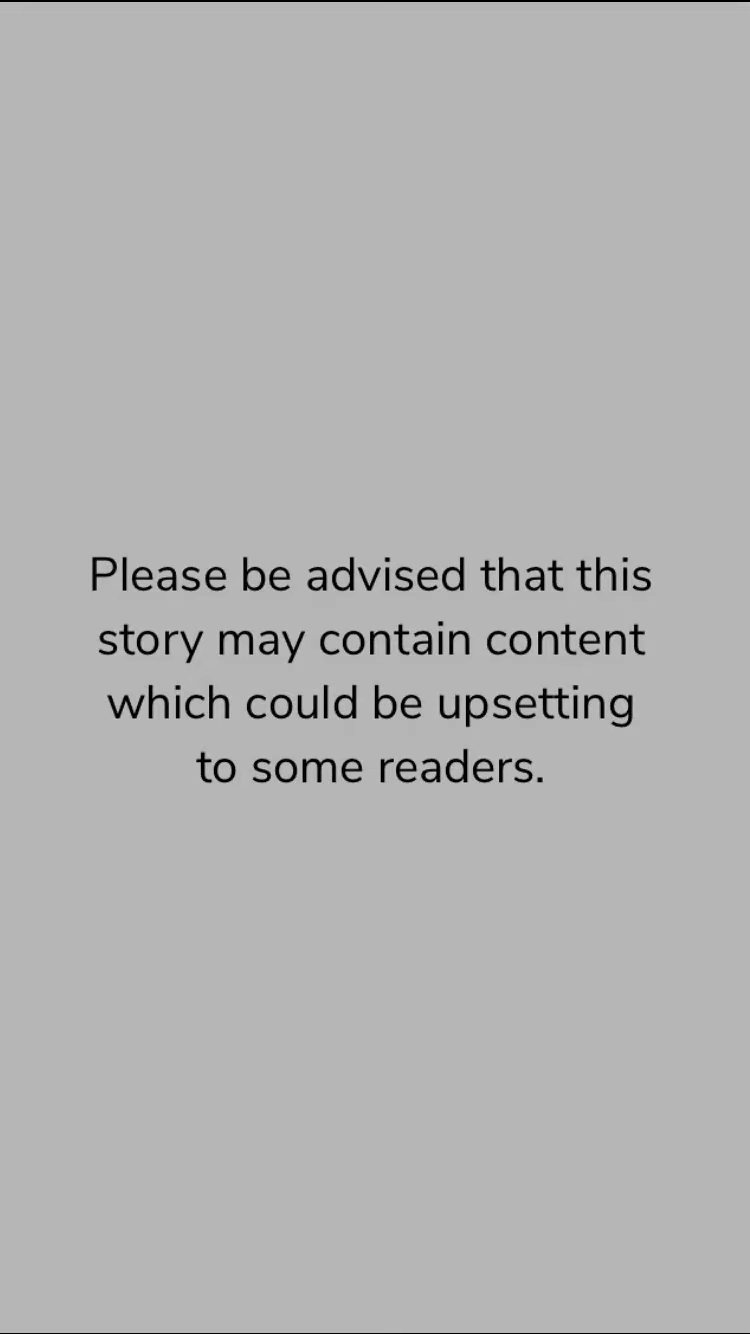 Please be advised that this
story may contain content
which could be upsetting
to some readers.